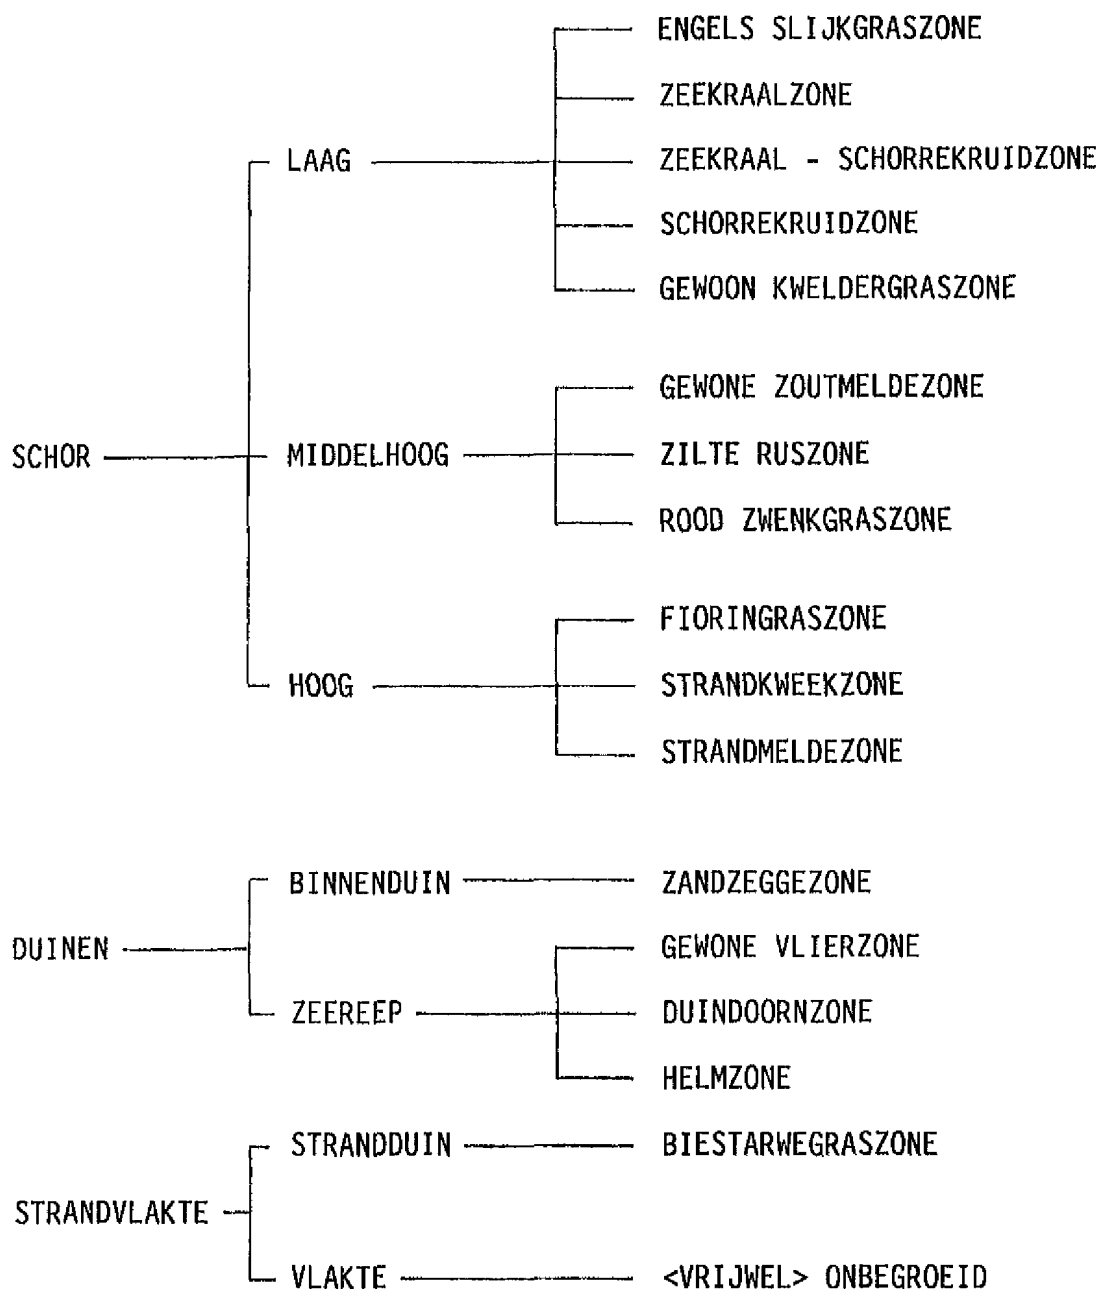 ENGELS SLIJKGRASZONE
ZEEKRAALZONE
LAAG ZEEKRAAL - SCHORREKRUIDZONE
SCHORREKRUIDZONE
GEWOON KWELDERGRASZONE
GEWONE ZOUTMELDEZONE
SCHOR MIDDELHOOG ZILTE RUSZONE
ROOD ZWENKGRASZONE
FIORINGRASZONE
HOOG STRANDKWEEKZONE
STRANDMELDEZONE
BINNENDUIN ZANDZEGGEZONE
DUINEN GEWONE VLIERZONE
ZEEREEP DUINDOORNZONE
HELMZONE
STRANDDUIN BIESTARWEGRASZONE
STRANDVLAKTE
VLAKTE <VRIJWEL> ONBEGROEID